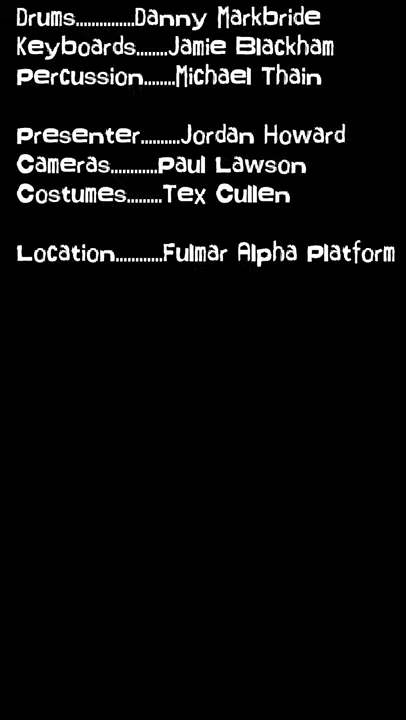 Drums..............Danny Markbride
Keyboards........Jamie Blackham
Percussion........Michael Thain
Presenter..........Jordan Howard
Cameras............Paul Lawson
Costumes.........Tex Cullen
Location............Fulmar Alpha Platform